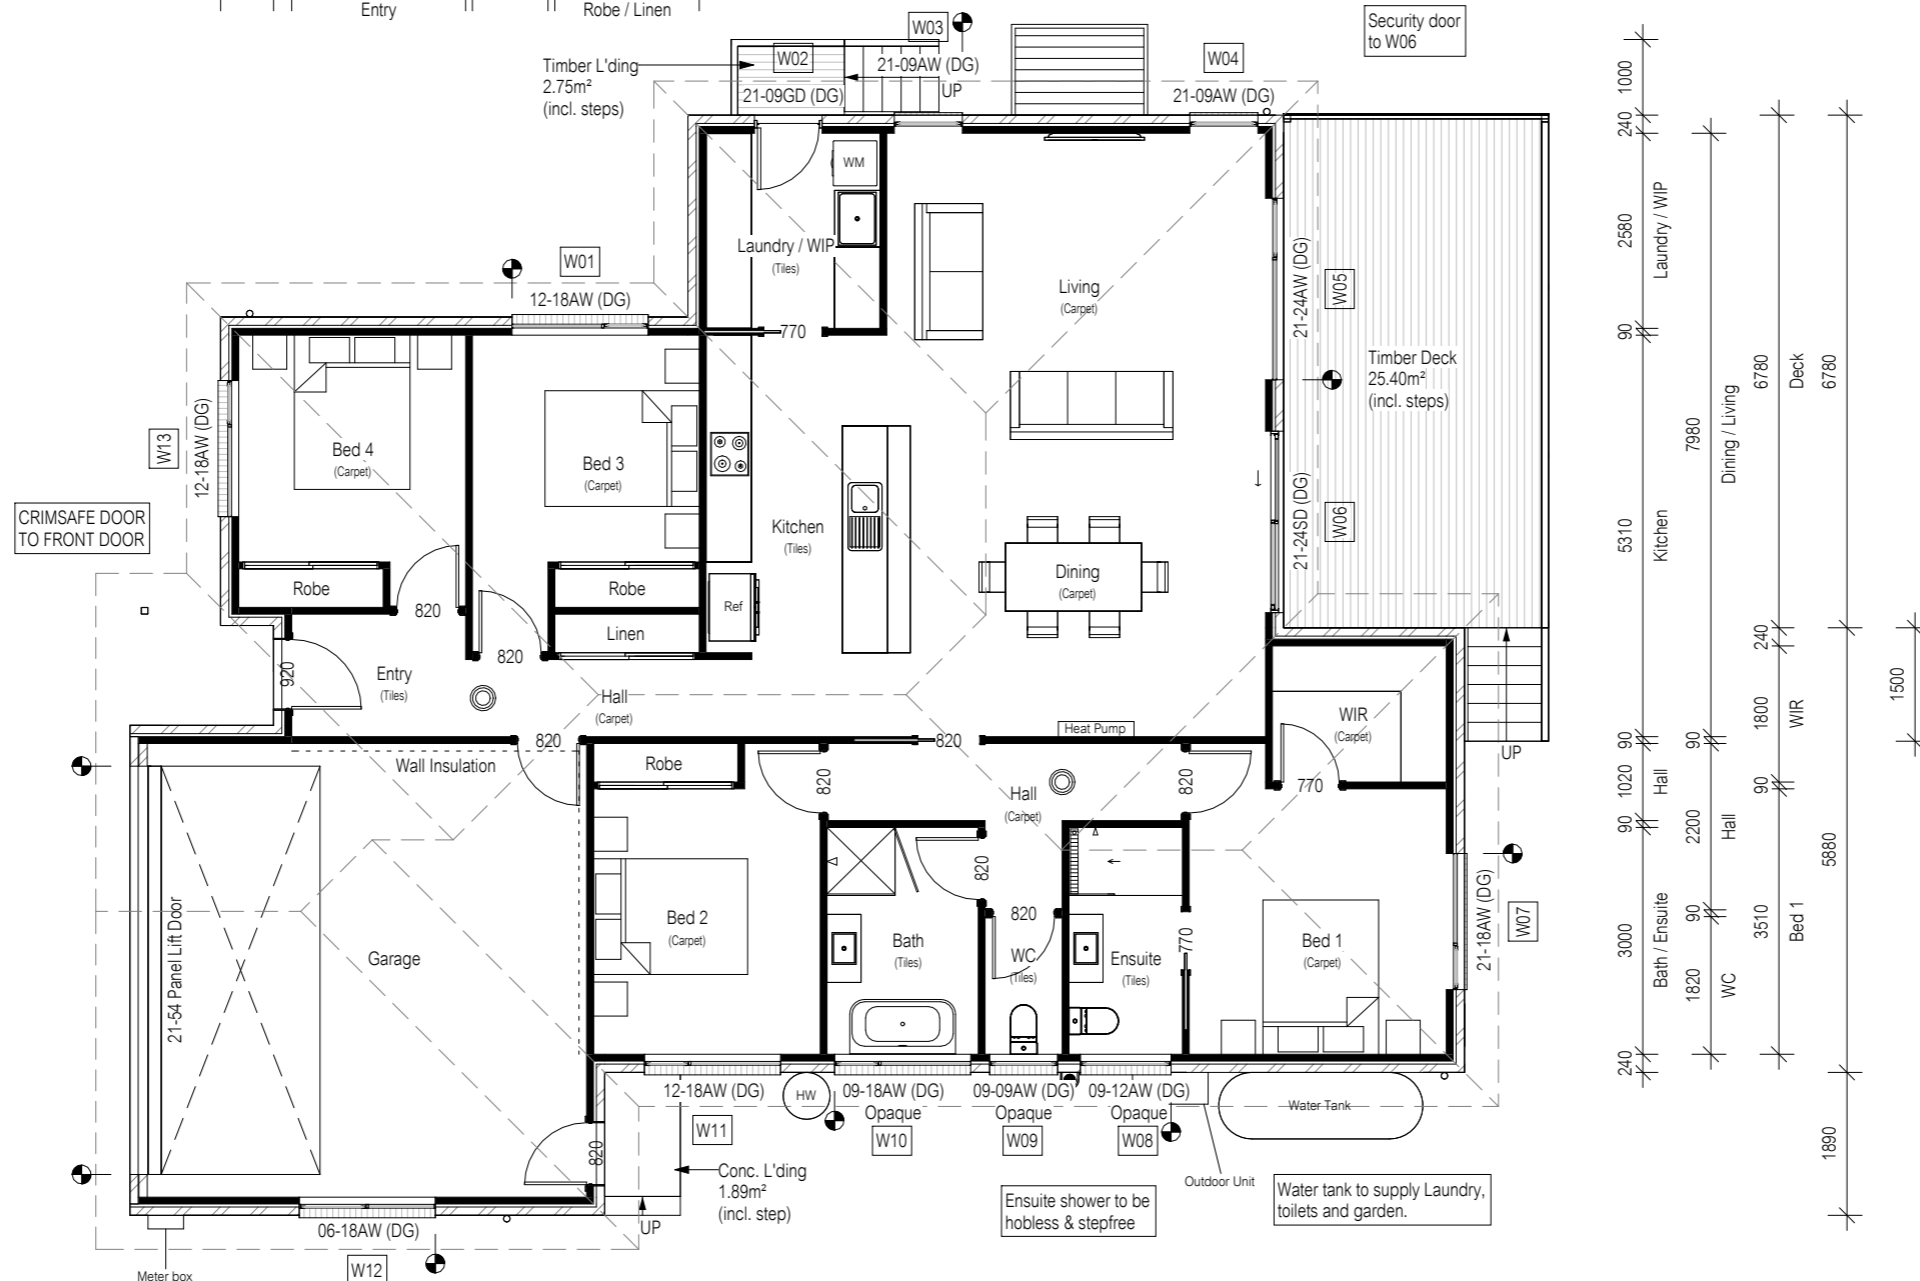 Entry
Robe / Linen
Security door
to W06
W03
W02
21-09AW (DG)
W04
Timber L'ding
2.75m²
(incl. steps)
21-09GD (DG)
UP
21-09AW (DG)
WM
Laundry / WIP
(Tiles)
Living
(Carpet)
W01
12-18AW (DG)
770
21-24AW (DG)
W05
Timber Deck
25.40m²
(incl. steps)
W13
12-18AW (DG)
Bed 4
(Carpet)
Bed 3
(Carpet)
CRIMSAFE DOOR
TO FRONT DOOR
Kitchen
(Tiles)
21-24SD (DG)
W06
Dining
(Carpet)
Robe
820
Robe
Ref
Linen
820
920
Entry
(Tiles)
Hall
(Carpet)
WIR
(Carpet)
Heat Pump
820
820
UP
Wall Insulation
Robe
820
Hall
(Carpet)
820
770
820
21-54 Panel Lift Door
Garage
Bed 2
(Carpet)
Bath
(Tiles)
820
WC
(Tiles)
Ensuite
(Tiles)
770
Bed 1
(Carpet)
21-18AW (DG)
W07
12-18AW (DG)
W11
HW
09-18AW (DG)
Opaque
W10
09-09AW (DG)
Opaque
W09
09-12AW (DG)
Opaque
W08
Water Tank
820
Conc. L'ding
1.89m²
(incl. step)
UP
Outdoor Unit
Ensuite shower to be
hobless & stepfree
Water tank to supply Laundry,
toilets and garden.
06-18AW (DG)
W12
Meter box
1000
240
2580
Laundry / WIP
90
5310
Kitchen
90
1020
Hall
90
3000
Bath / Ensuite
240
7980
Dining / Living
90
2200
Hall
90
1820
WC
6780
Deck
240
1800
WIR
90
3510
Bed 1
6780
5880
1890
1500